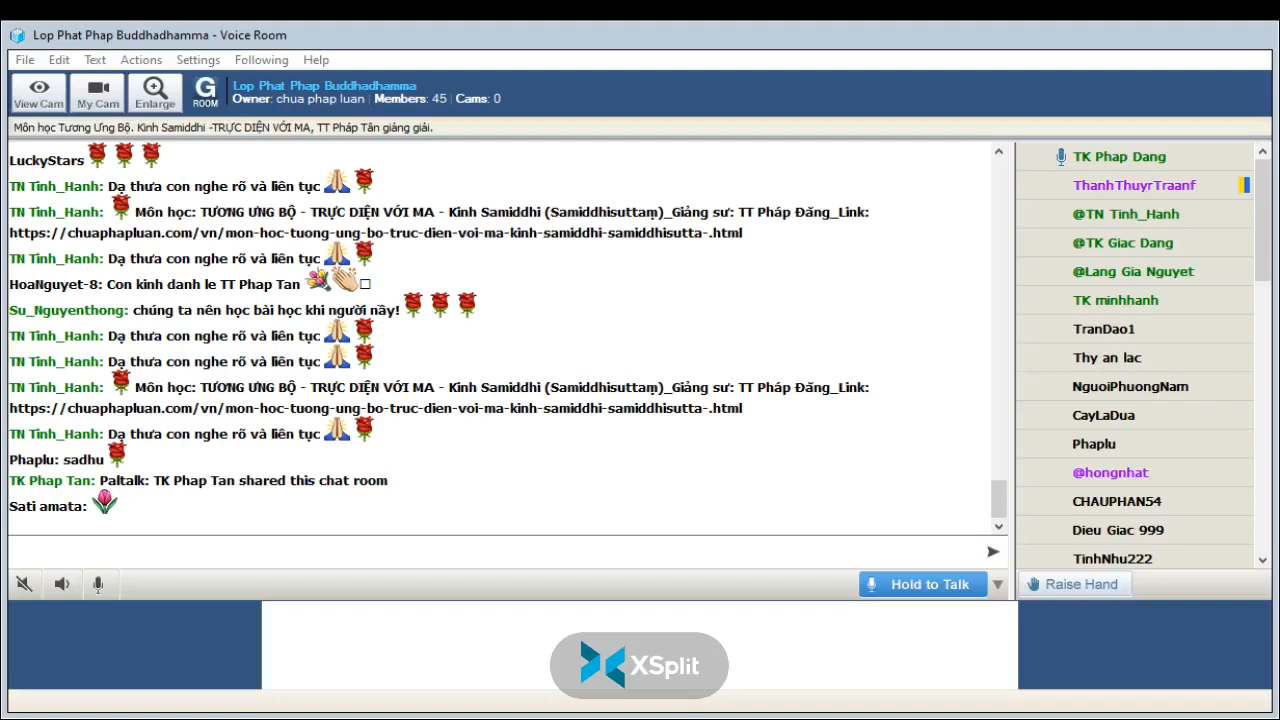 Lop Phat Phap Buddhadhamma - Voice Room
File Edit Text Actions Settings Following Help
View Cam My Cam Enlarge G ROOM
Lop Phat Phap Buddhadhamma
Owner: chua phap luan | Members: 45 | Cams: 0
Môn học Tương Ưng Bộ. Kinh Samiddhi -TRỰC DIỆN VỚI MA, TT Pháp Tân giảng giải.
LuckyStars
TN Tinh_Hanh: Dạ thưa con nghe rõ và liên tục
TN Tinh_Hanh: Môn học: TƯƠNG ƯNG BỘ - TRỰC DIỆN VỚI MA - Kinh Samiddhi (Samiddhisuttaṃ)_Giảng sư: TT Pháp Đăng_Link:
https://chuaphapluan.com/vn/mon-hoc-tuong-ung-bo-truc-dien-voi-ma-kinh-samiddhi-samiddhisutta-.html
TN Tinh_Hanh: Dạ thưa con nghe rõ và liên tục
HoaNguyet-8: Con kinh danh le TT Phap Tan
Su_Nguyenthong: chúng ta nên học bài học khi người nầy!
TN Tinh_Hanh: Dạ thưa con nghe rõ và liên tục
TN Tinh_Hanh: Dạ thưa con nghe rõ và liên tục
TN Tinh_Hanh: Môn học: TƯƠNG ƯNG BỘ - TRỰC DIỆN VỚI MA - Kinh Samiddhi (Samiddhisuttaṃ)_Giảng sư: TT Pháp Đăng_Link:
https://chuaphapluan.com/vn/mon-hoc-tuong-ung-bo-truc-dien-voi-ma-kinh-samiddhi-samiddhisutta-.html
TN Tinh_Hanh: Dạ thưa con nghe rõ và liên tục
Phaplu: sadhu
TK Phap Tan: Paltalk: TK Phap Tan shared this chat room
Sati amata:
TK Phap Dang
ThanhThuyrTraanf
@TN Tinh_Hanh
@TK Giac Dang
@Lang Gia Nguyet
TK minhhanh
TranDao1
Thy an lac
NguoiPhuongNam
CayLaDua
Phaplu
@hongnhat
CHAUPHAN54
Dieu Giac 999
TinhNhu222
Hold to Talk
Raise Hand
XSplit